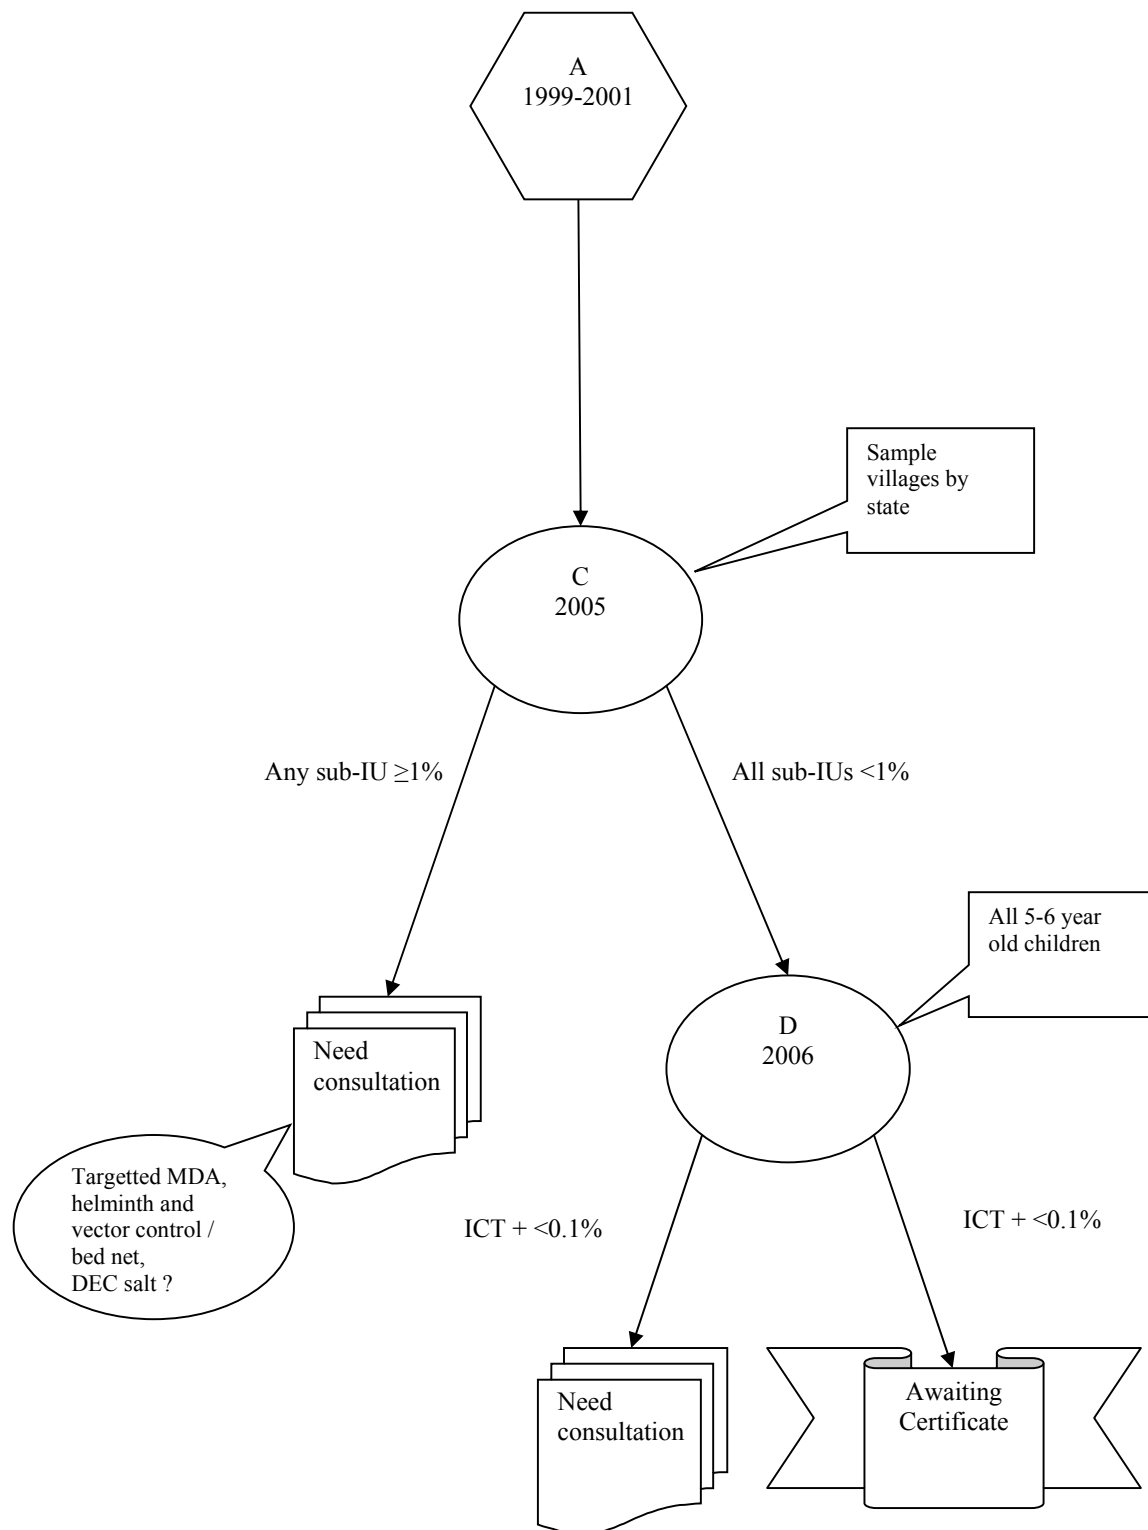 A
1999-2001
Sample
villages by
state
C
2005
Any sub-IU ≥1%
All sub-IUs <1%
All 5-6 year
old children
D
2006
Need
consultation
Targetted MDA,
helminth and
vector control /
bed net,
DEC salt ?
ICT + <0.1%
ICT + <0.1%
Need
consultation
Awaiting
Certificate